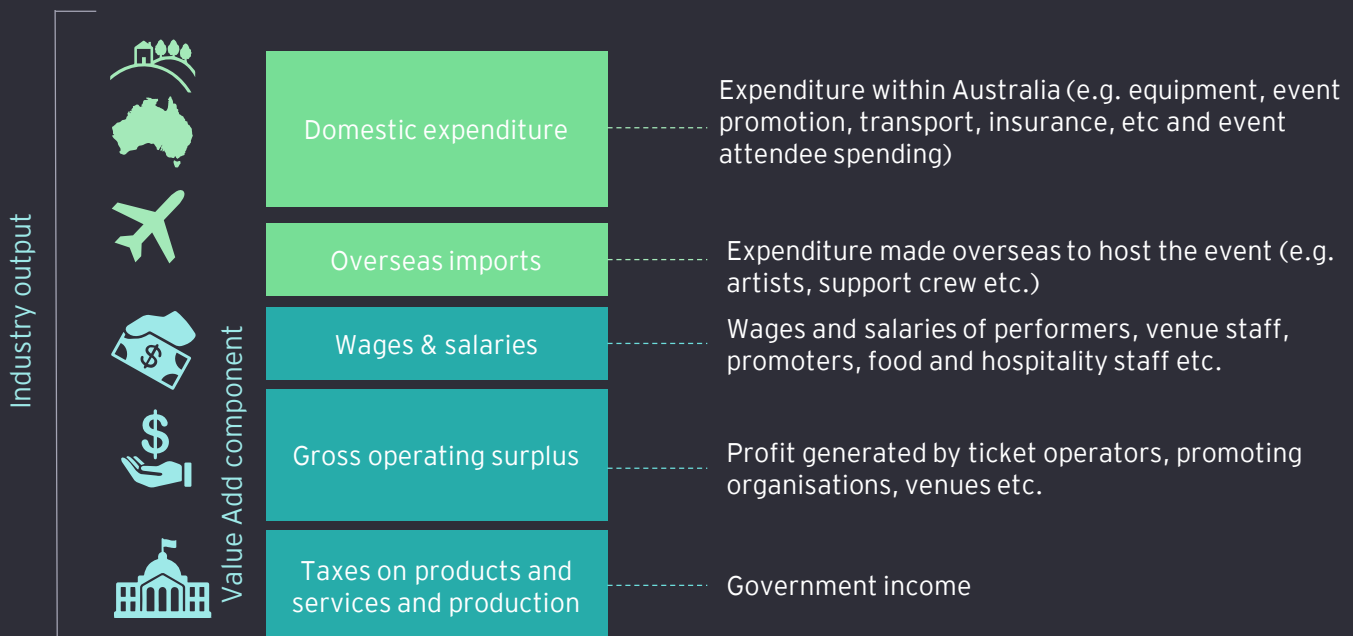 Industry output
Value Add component
Domestic expenditure
Expenditure within Australia (e.g. equipment, event
promotion, transport, insurance, etc and event
attendee spending)
Overseas imports
Expenditure made overseas to host the event (e.g.
artists, support crew etc.)
Wages & salaries
Wages and salaries of performers, venue staff,
promoters, food and hospitality staff etc.
Gross operating surplus
Profit generated by ticket operators, promoting
organisations, venues etc.
Taxes on products and
services and production
Government income
$
$